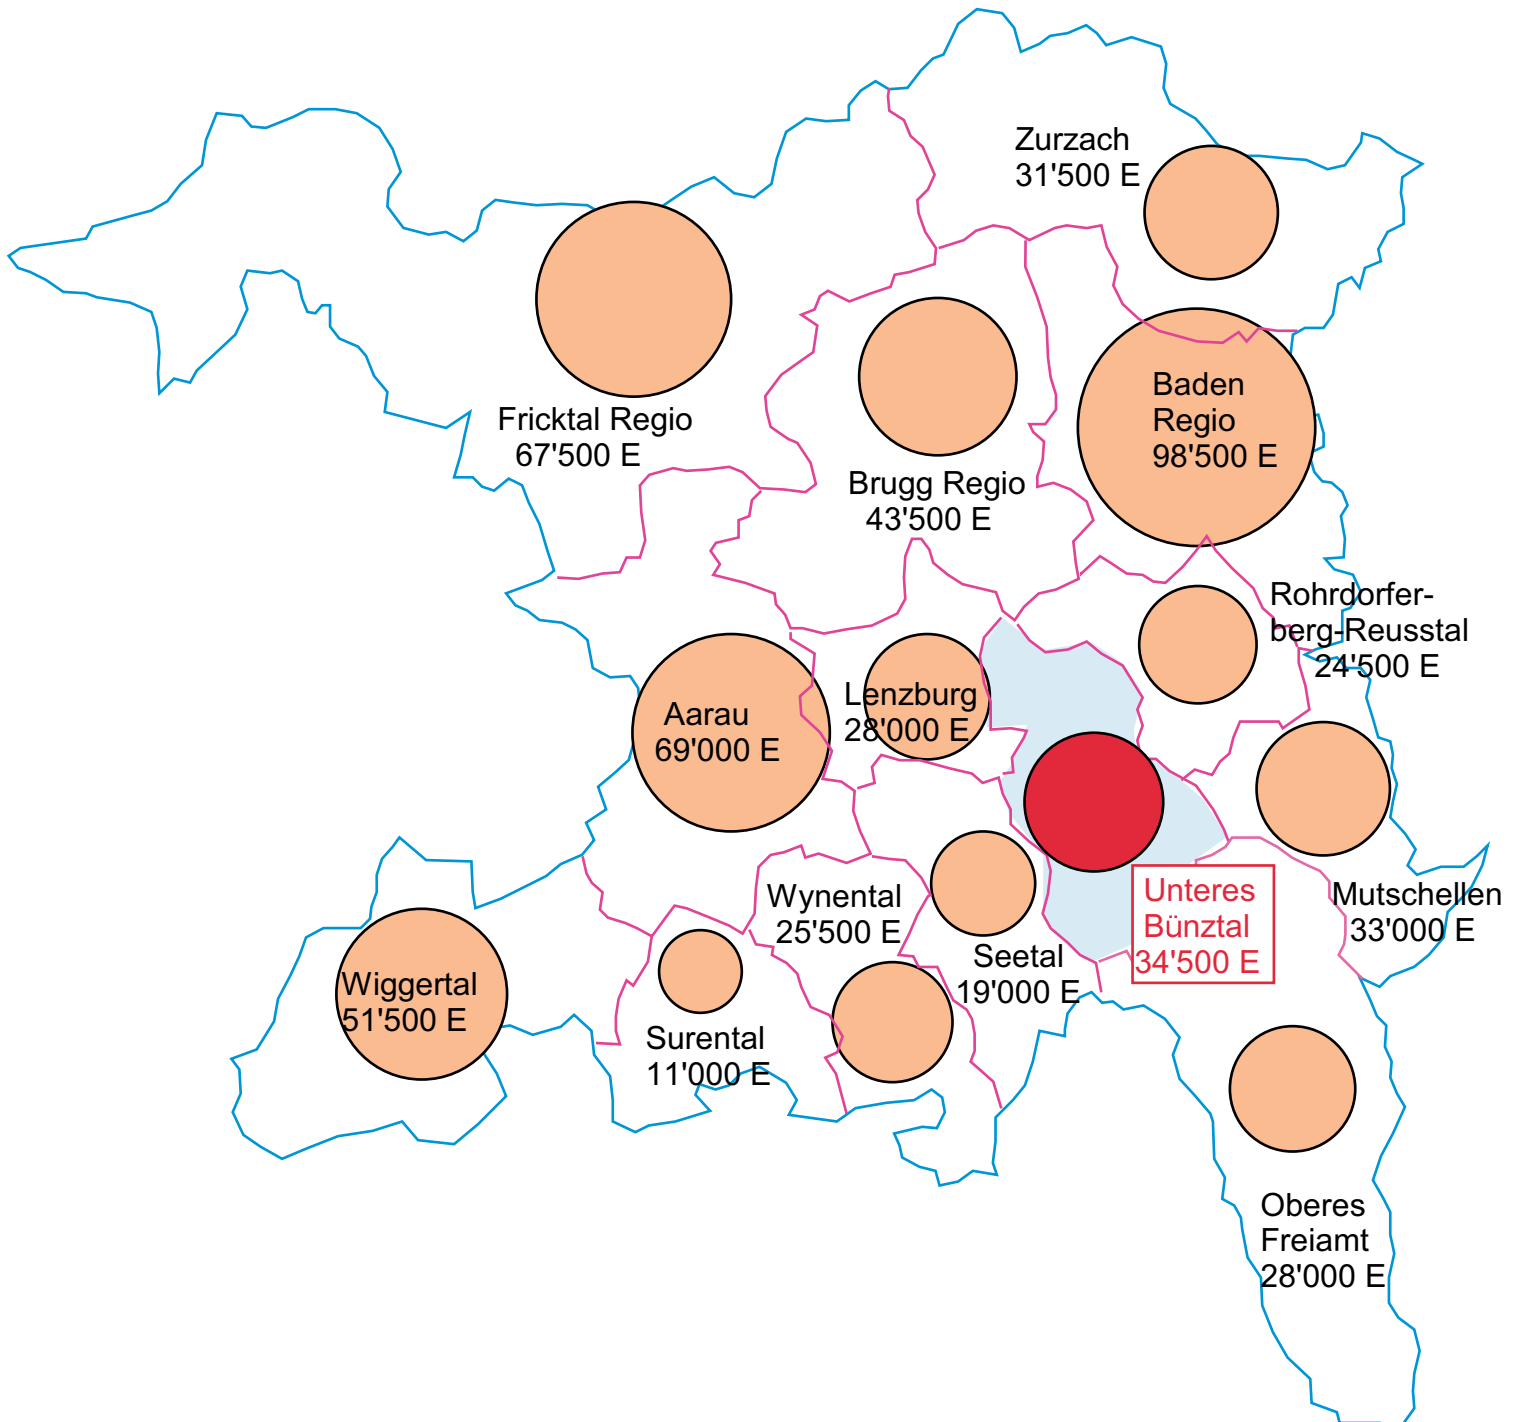 Zurzach
31'500 E
Baden
Regio
98'500 E
Fricktal Regio
67'500 E
Brugg Regio
43'500 E
Rohrdorfer-
berg-Reusstal
24'500 E
Lenzburg
28'000 E
Aarau
69'000 E
Unteres
Bünztal
34'500 E
Mutschellen
33'000 E
Wynental
25'500 E
Seetal
19'000 E
Wiggertal
51'500 E
Surental
11'000 E
Oberes
Freiamt
28'000 E